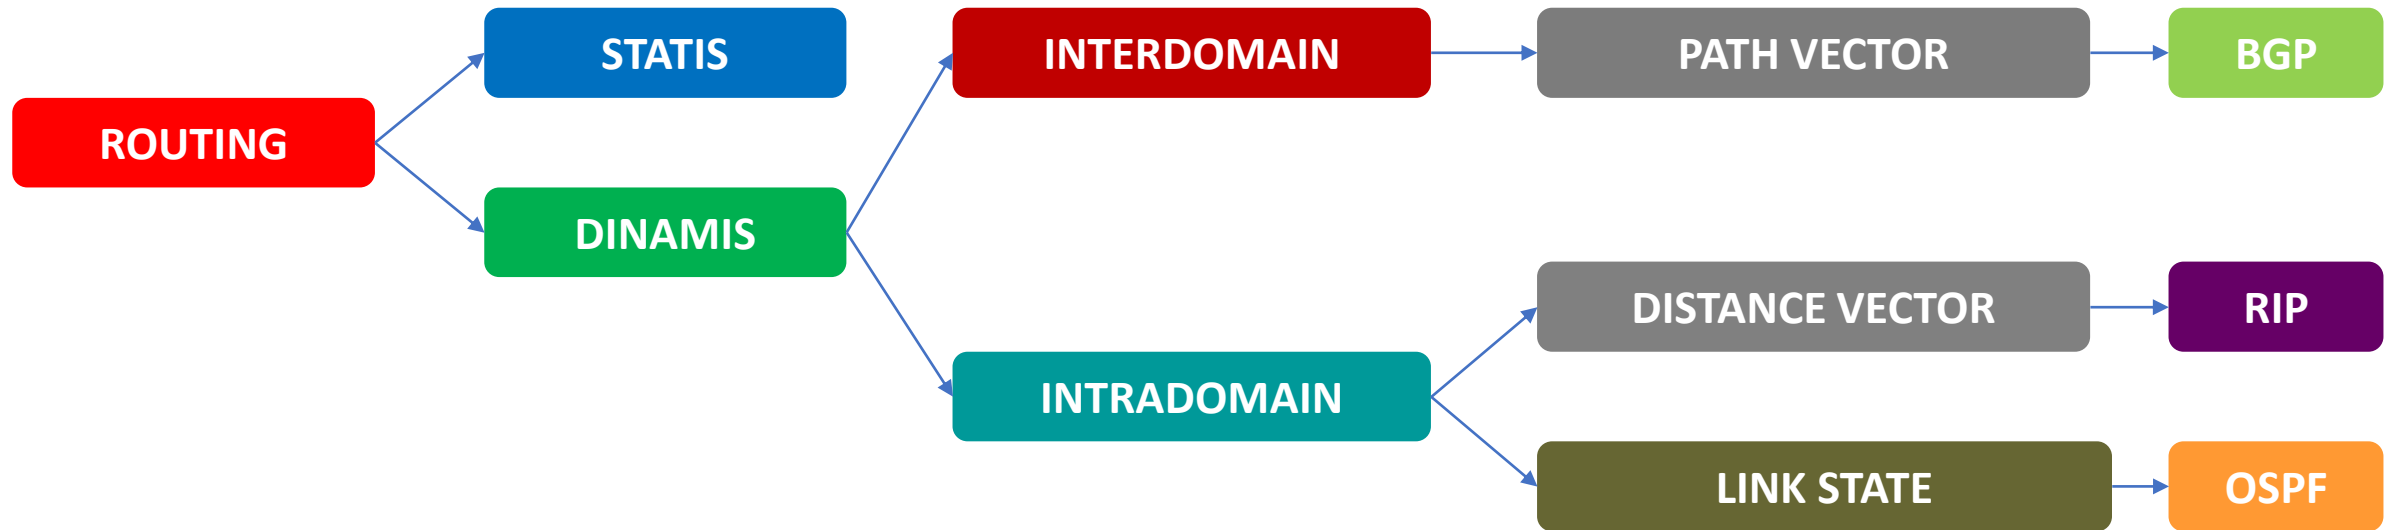 STATIS
INTERDOMAIN
PATH VECTOR
BGP
ROUTING
DINAMIS
DISTANCE VECTOR
RIP
INTRADOMAIN
LINK STATE
OSPF